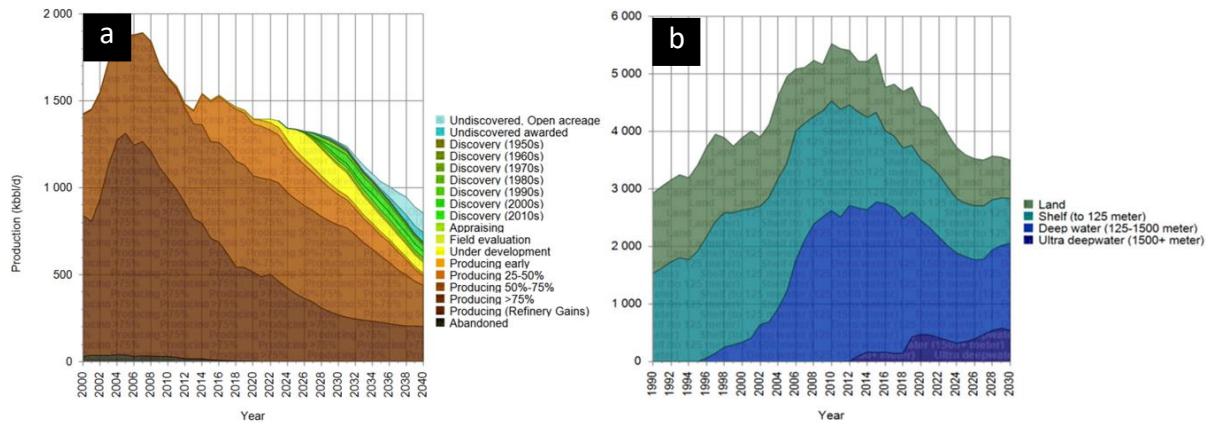 a
2 000
1 500
1 000
500
0
Production (kbbl/d)
2000 2002 2004 2006 2008 2010 2012 2014 2016 2018 2020 2022 2024 2026 2028 2030 2032 2034 2036 2038 2040
Year
Undiscovered, Open acreage
Undiscovered awarded
Discovery (1950s)
Discovery (1960s)
Discovery (1970s)
Discovery (1980s)
Discovery (1990s)
Discovery (2000s)
Discovery (2010s)
Appraising
Field evaluation
Under development
Producing early
Producing 25-50%
Producing 50%-75%
Producing >75%
Producing (Refinery Gains)
Abandoned
b
6 000
5 000
4 000
3 000
2 000
1 000
0
1990 1992 1994 1996 1998 2000 2002 2004 2006 2008 2010 2012 2014 2016 2018 2020 2022 2024 2026 2028 2030
Year
Land
Shelf (to 125 meter)
Deep water (125-1500 meter)
Ultra deepwater (1500+ meter)